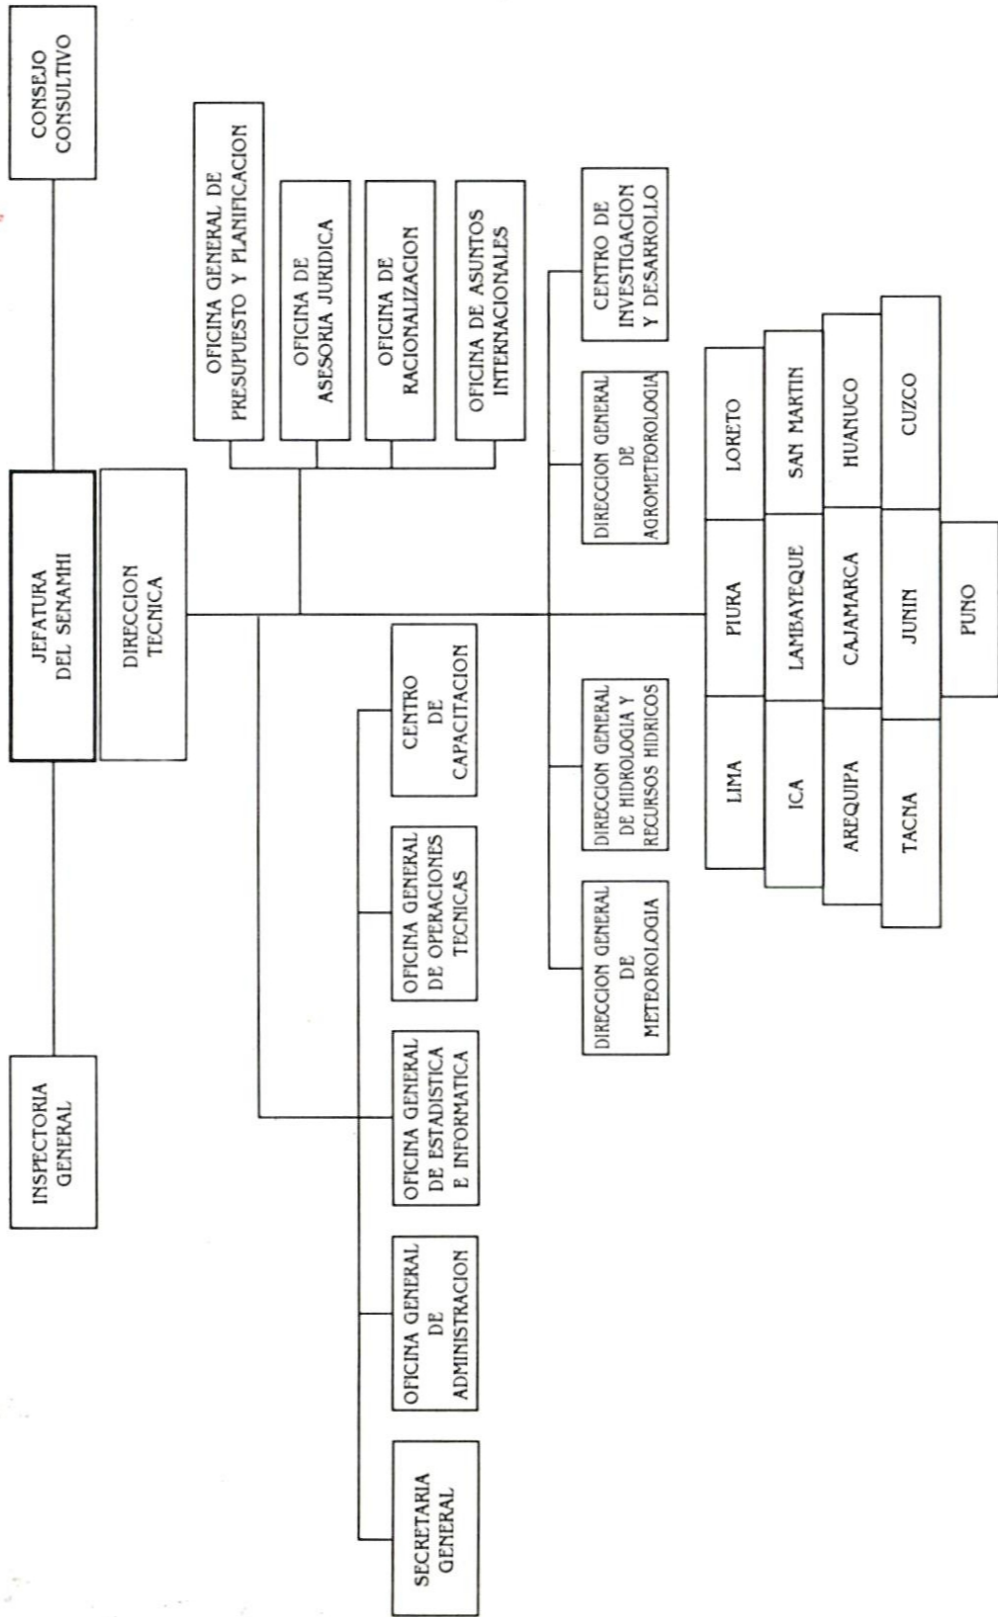 INSPECTORIA
GENERAL
JEFATURA
DEL SENAMHI
CONSEJO
CONSULTIVO
DIRECCION
TECNICA
OFICINA GENERAL DE
PRESUPUESTO Y PLANIFICACION
OFICINA DE
ASESORIA JURIDICA
OFICINA DE
RACIONALIZACION
OFICINA DE ASUNTOS
INTERNACIONALES
SECRETARIA
GENERAL
OFICINA GENERAL
DE
ADMINISTRACION
OFICINA GENERAL
DE ESTADISTICA
E INFORMATICA
OFICINA GENERAL
DE OPERACIONES
TECNICAS
CENTRO
DE
CAPACITACION
DIRECCION GENERAL
DE
METEOROLOGIA
DIRECCION GENERAL
DE HIDROLOGIA Y
RECURSOS HIDRICOS
DIRECCION GENERAL
DE
AGROMETEOROLOGIA
CENTRO DE
INVESTIGACION
Y DESARROLLO
LIMA
PIURA
LORETO
ICA
LAMBAYEQUE
SAN MARTIN
AREQUIPA
CAJAMARCA
HUANUCO
TACNA
JUNIN
CUZCO
PUNO